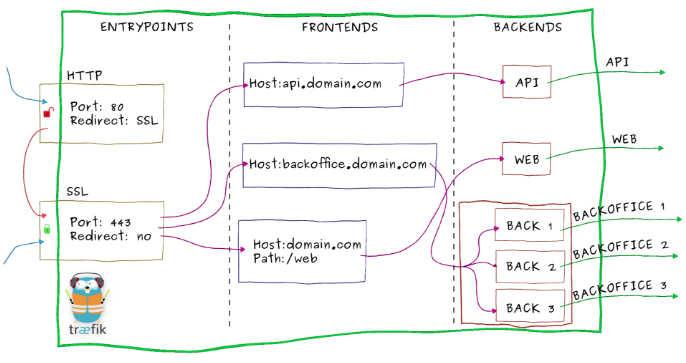 ENTRYPOINTS
FRONTENDS
BACKENDS
HTTP
Port: 80
Redirect: SSL
SSL
Port: 443
Redirect: no
træfik
Host:api.domain.com
Host:backoffice.domain.com
Host:domain.com
Path:/web
API
WEB
BACK 1
BACK 2
BACK 3
API
WEB
BACKOFFICE 1
BACKOFFICE 2
BACKOFFICE 3